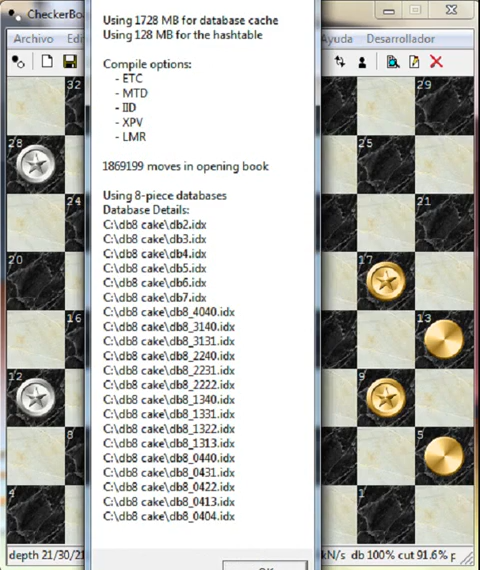 CheckerBo
Archivo Edi
Ayuda Desarrollador
Using 1728 MB for database cache
Using 128 MB for the hashtable
Compile options:
- ETC
- MTD
- IID
- XPV
- LMR
1869199 moves in opening book
Using 8-piece databases
Database Details:
C:\db8 cake\db2.idx
C:\db8 cake\db3.idx
C:\db8 cake\db4.idx
C:\db8 cake\db5.idx
C:\db8 cake\db6.idx
C:\db8 cake\db7.idx
C:\db8 cake\db8_4040.idx
C:\db8 cake\db8_3140.idx
C:\db8 cake\db8_3131.idx
C:\db8 cake\db8_2240.idx
C:\db8 cake\db8_2231.idx
C:\db8 cake\db8_2222.idx
C:\db8 cake\db8_1340.idx
C:\db8 cake\db8_1331.idx
C:\db8 cake\db8_1322.idx
C:\db8 cake\db8_1313.idx
C:\db8 cake\db8_0440.idx
C:\db8 cake\db8_0431.idx
C:\db8 cake\db8_0422.idx
C:\db8 cake\db8_0413.idx
C:\db8 cake\db8_0404.idx
32
29
28
25
24
21
20
17
16
13
12
9
8
5
4
1
depth 21/30/21
kN/s db 100% cut 91.6% p